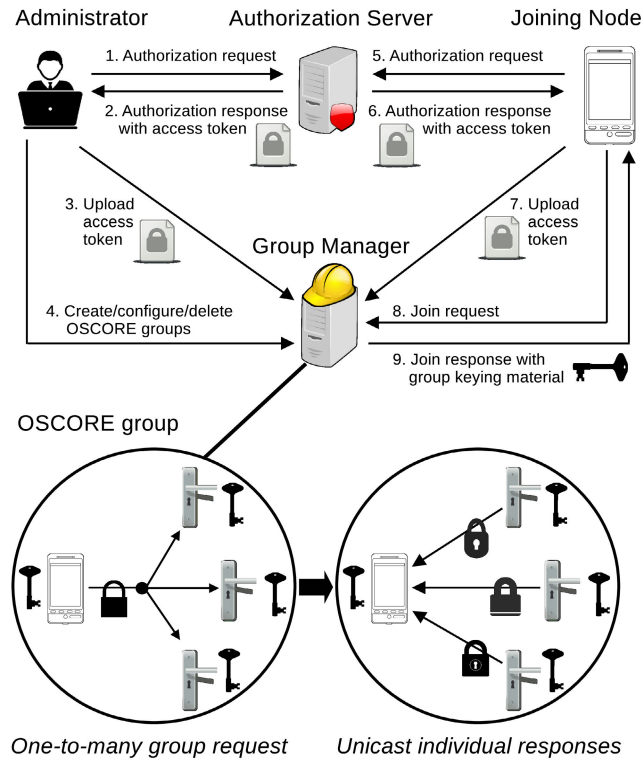 Administrator
Authorization Server
Joining Node
1. Authorization request
5. Authorization request
2. Authorization response
with access token
6. Authorization response
with access token
3. Upload
access
token
7. Upload
access
token
Group Manager
4. Create/configure/delete
OSCORE groups
8. Join request
9. Join response with
group keying material
OSCORE group
One-to-many group request
Unicast individual responses